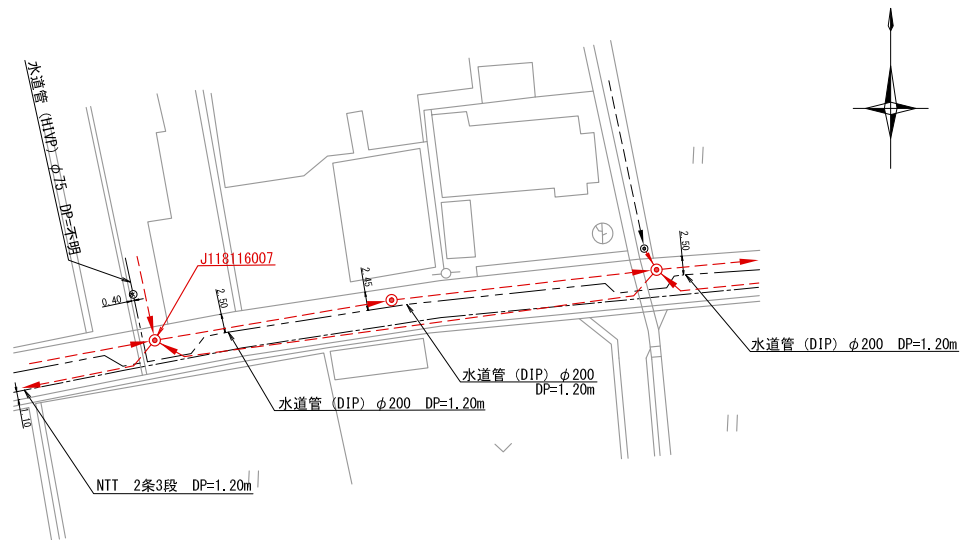 水道管 (HIVP) φ75 DP=不明
J118116007
0.40
2.50
2.45
2.50
水道管 (DIP) φ200 DP=1.20m
水道管 (DIP) φ200
DP=1.20m
水道管 (DIP) φ200 DP=1.20m
1.10
NTT 2条3段 DP=1.20m